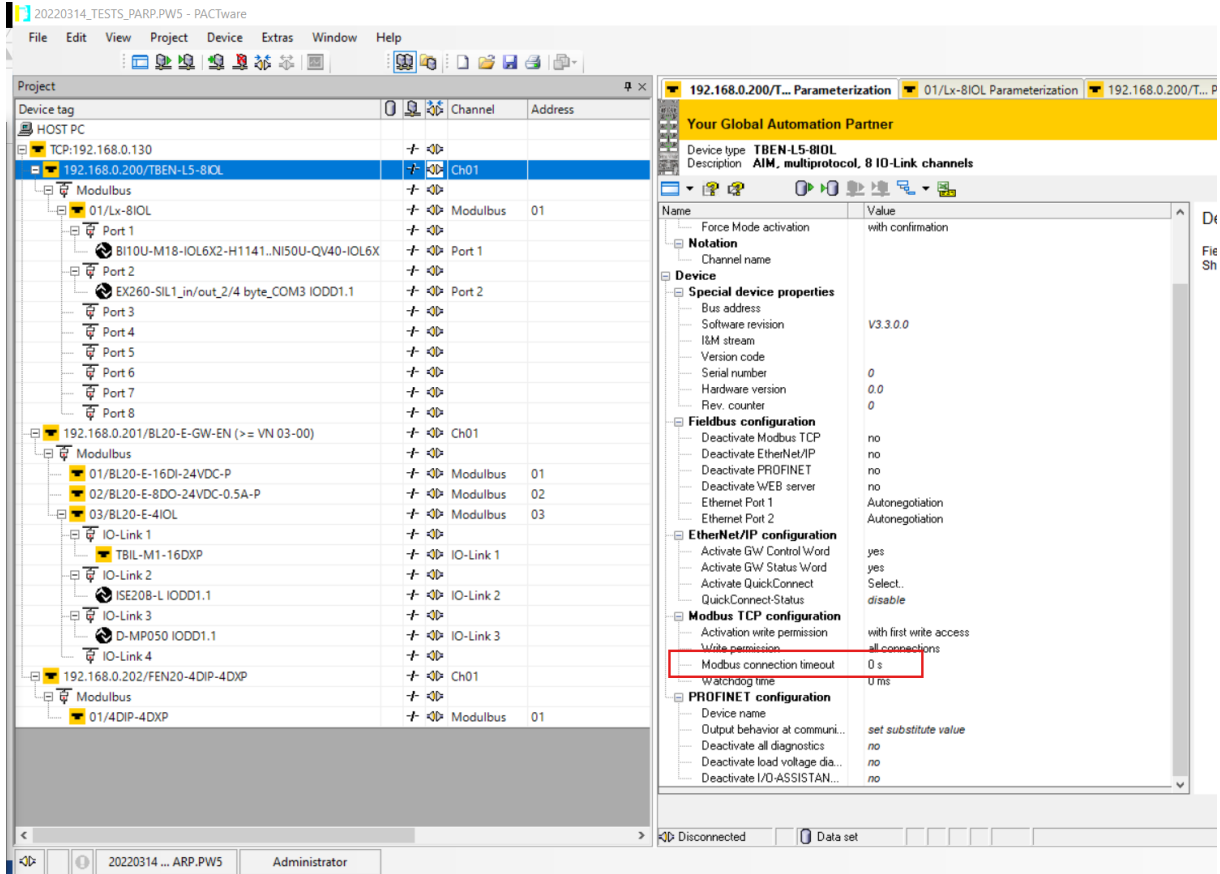 20220314_TESTS_PARP.PW5 - PACTware
File Edit View Project Device Extras Window Help
Project
Device tag Channel Address
HOST PC
TCP:192.168.0.130
192.168.0.200/TBEN-L5-8IOL Ch01
Modulbus
01/Lx-8IOL Modulbus 01
Port 1
BI10U-M18-IOL6X2-H1141..NI50U-QV40-IOL6X Port 1
Port 2
EX260-SIL1_in/out_2/4 byte_COM3 IODD1.1 Port 2
Port 3
Port 4
Port 5
Port 6
Port 7
Port 8
192.168.0.201/BL20-E-GW-EN (>= VN 03-00) Ch01
Modulbus
01/BL20-E-16DI-24VDC-P Modulbus 01
02/BL20-E-8DO-24VDC-0.5A-P Modulbus 02
03/BL20-E-4IOL Modulbus 03
IO-Link 1
TBIL-M1-16DXP IO-Link 1
IO-Link 2
ISE20B-L IODD1.1 IO-Link 2
IO-Link 3
D-MP050 IODD1.1 IO-Link 3
IO-Link 4
192.168.0.202/FEN20-4DIP-4DXP Ch01
Modulbus
01/4DIP-4DXP Modulbus 01
20220314 ... ARP.PW5 Administrator
192.168.0.200/T... Parameterization 01/Lx-8IOL Parameterization 192.168.0.200/T... P
Your Global Automation Partner
Device type TBEN-L5-8IOL
Description AIM, multiprotocol, 8 IO-Link channels
Name Value
Force Mode activation with confirmation
Notation
Channel name
Device
Special device properties
Bus address
Software revision V3.3.0.0
I&M stream
Version code
Serial number 0
Hardware version 0.0
Rev. counter 0
Fieldbus configuration
Deactivate Modbus TCP no
Deactivate EtherNet/IP no
Deactivate PROFINET no
Deactivate WEB server no
Ethernet Port 1 Autonegotiation
Ethernet Port 2 Autonegotiation
EtherNet/IP configuration
Activate GW Control Word yes
Activate GW Status Word yes
Activate QuickConnect Select..
QuickConnect-Status disable
Modbus TCP configuration
Activation write permission with first write access
Write permission all connections
Modbus connection timeout 0 s
Watchdog time 0 ms
PROFINET configuration
Device name
Output behavior at communi... set substitute value
Deactivate all diagnostics no
Deactivate load voltage dia... no
Deactivate I/O-ASSISTAN... no
De
Fie
Sh
Disconnected Data set